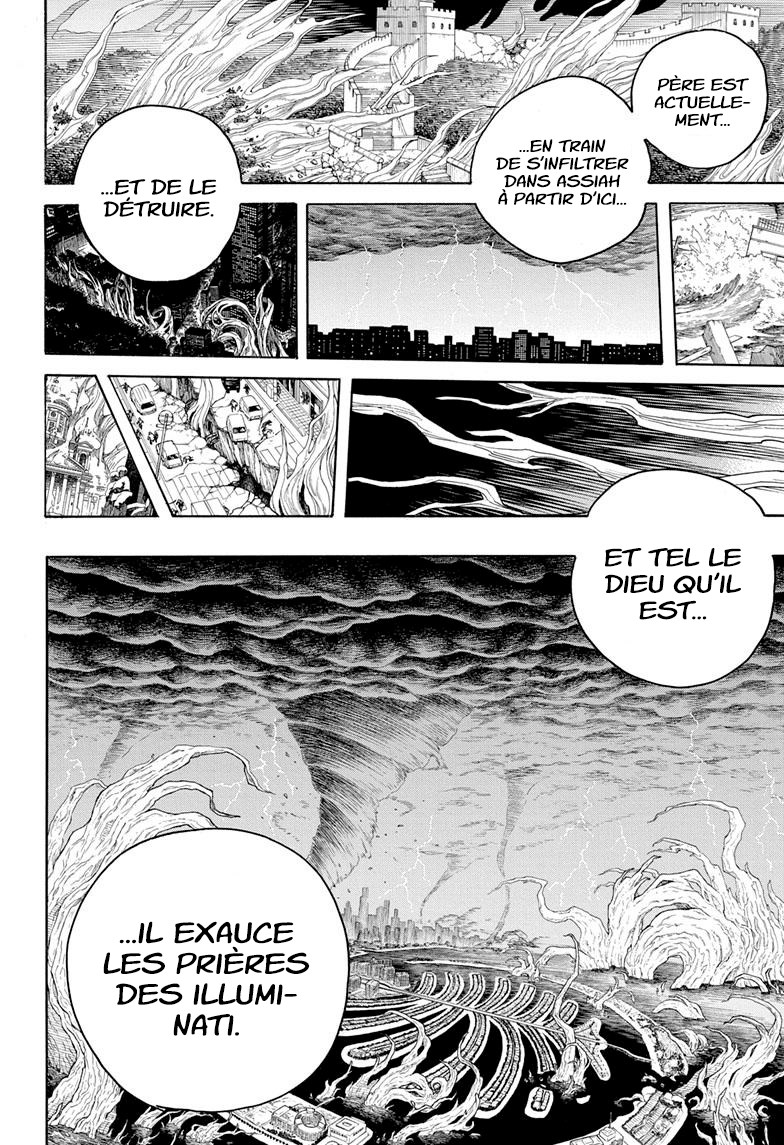 PÈRE EST
ACTUELLE-
MENT...
...EN TRAIN
DE S'INFILTRER
DANS ASSIAH
À PARTIR D'ICI...
...ET DE LE
DÉTRUIRE.
ET TEL LE
DIEU QU'IL
EST...
...IL EXAUCE
LES PRIÈRES
DES ILLUMI-
NATI.